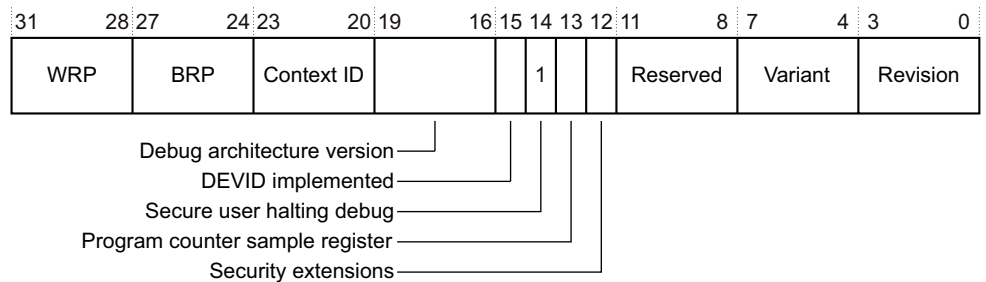 31 28 27 24 23 20 19 16 15 14 13 12 11 8 7 4 3 0
WRP BRP Context ID 1 Reserved Variant Revision
Debug architecture version
DEVID implemented
Secure user halting debug
Program counter sample register
Security extensions